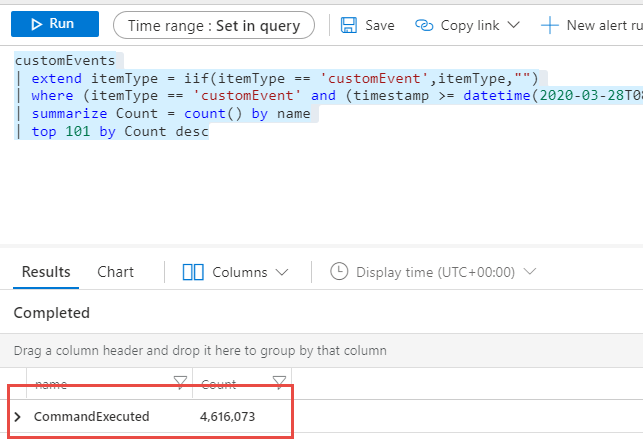 Run Time range : Set in query Save Copy link New alert ru
customEvents
| extend itemType = iif(itemType == 'customEvent',itemType,"")
| where (itemType == 'customEvent' and (timestamp >= datetime(2020-03-28T08
| summarize Count = count() by name
| top 101 by Count desc
Results Chart Columns Display time (UTC+00:00)
Completed
Drag a column header and drop it here to group by that column
name Count
CommandExecuted 4,616,073